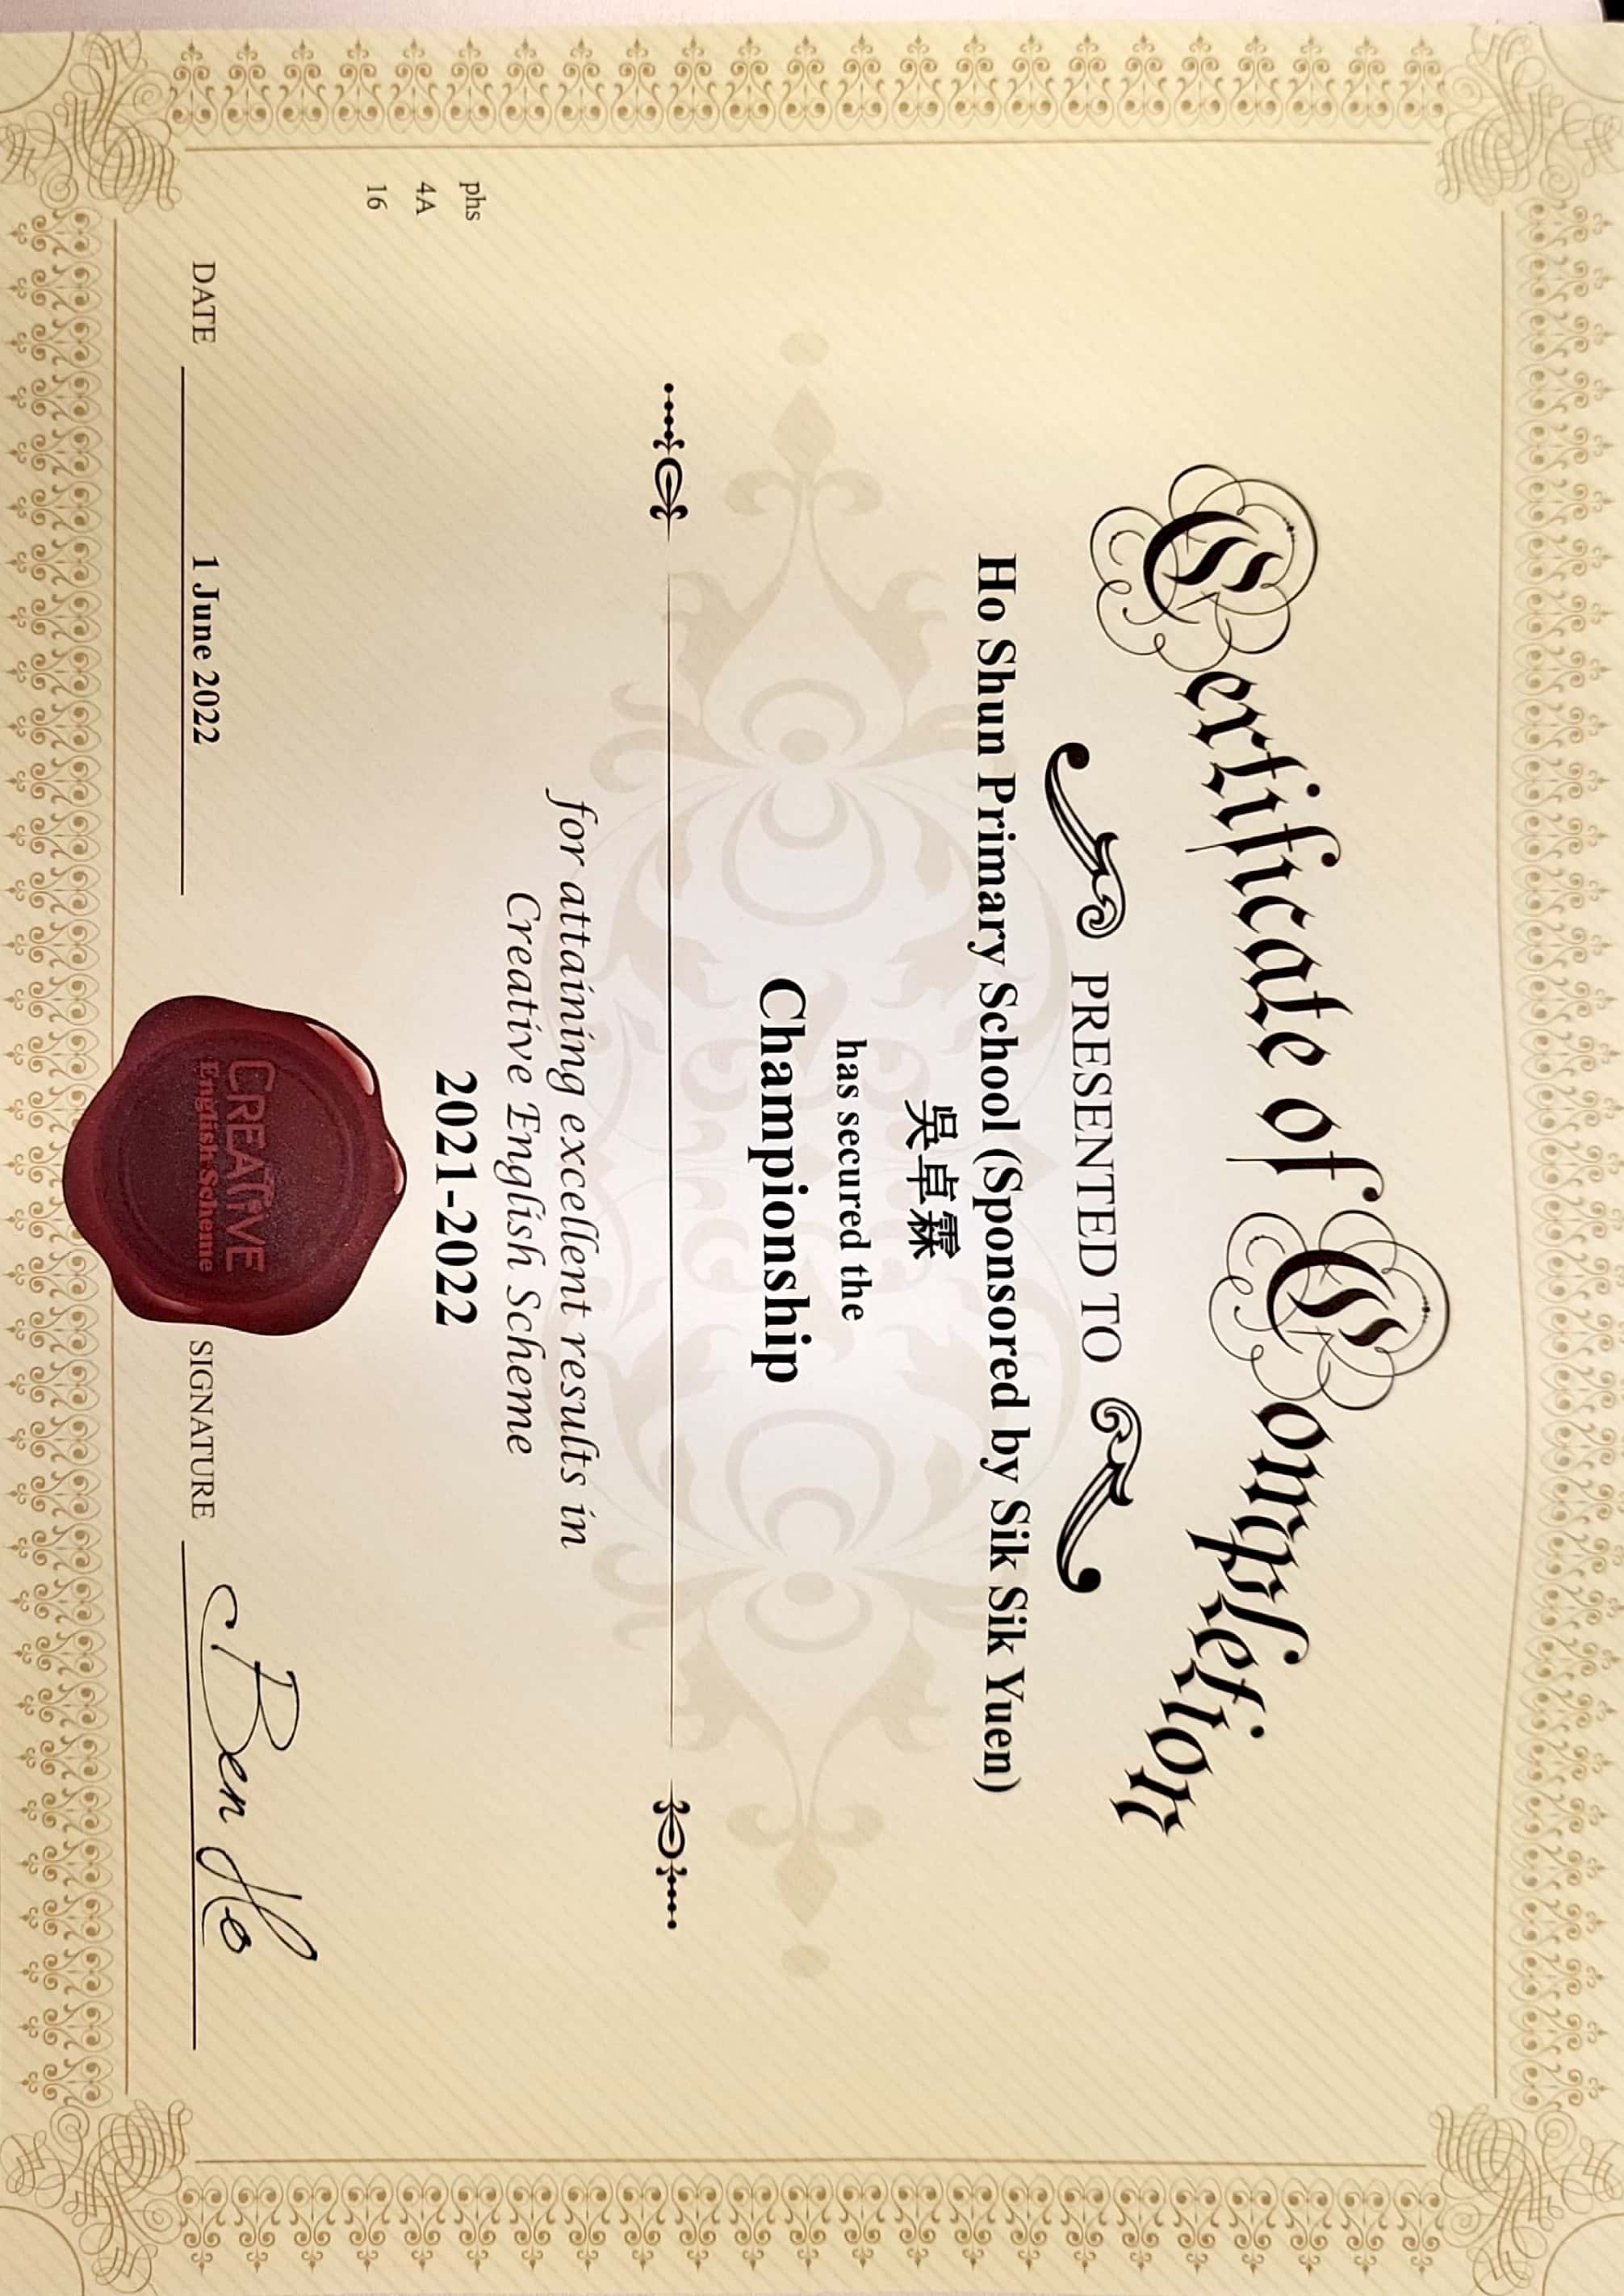 Certificate of Completion
PRESENTED TO
Ho Shun Primary School (Sponsored by Sik Sik Yuen)
吳卓霖
has secured the
Championship
for attaining excellent results in
Creative English Scheme
2021-2022
phs
4A
16
DATE
1 June 2022
CREATIVE
English Scheme
SIGNATURE
Ben Ho